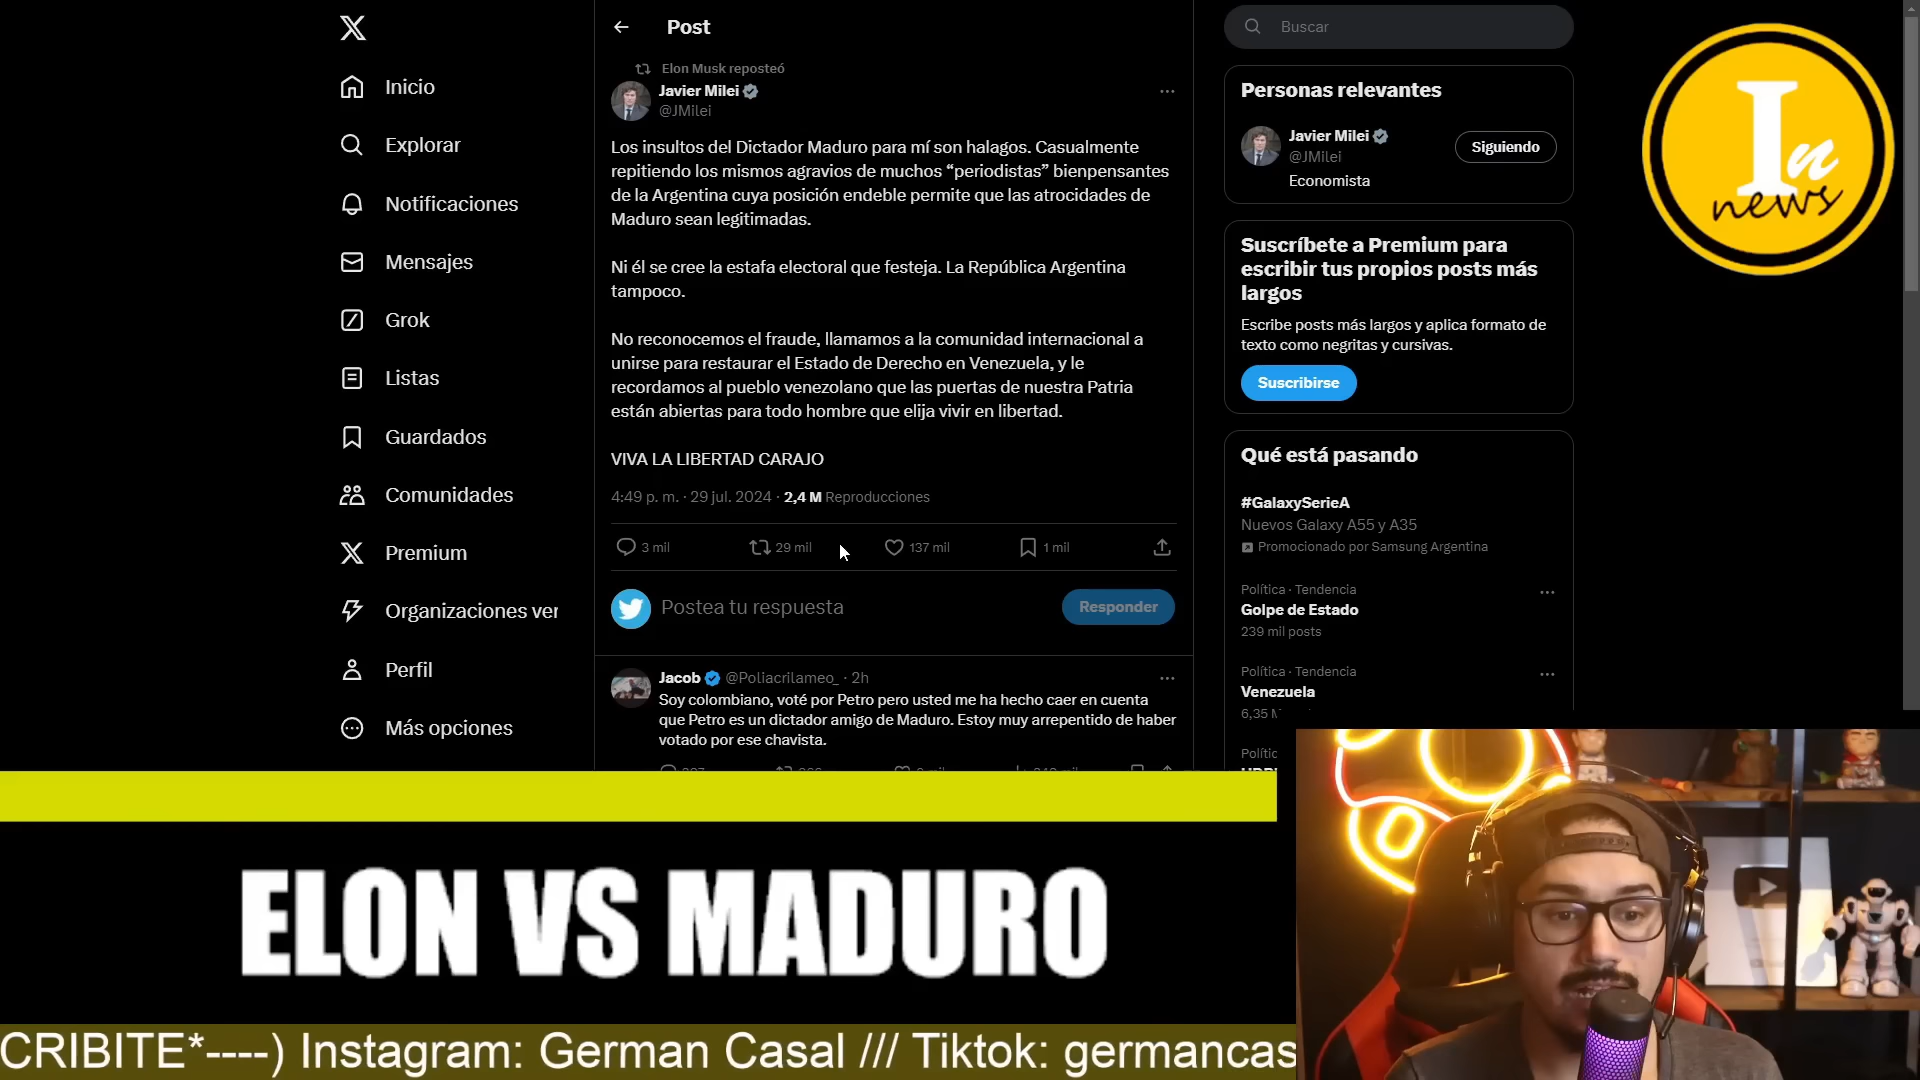 Inicio
Explorar
Notificaciones
Mensajes
Grok
Listas
Guardados
Comunidades
Premium
Organizaciones ver
Perfil
Más opciones
Post
Elon Musk reposteó
Javier Milei
@JMilei
Los insultos del Dictador Maduro para mí son halagos. Casualmente
repitiendo los mismos agravios de muchos “periodistas” bienpensantes
de la Argentina cuya posición endeble permite que las atrocidades de
Maduro sean legitimadas.
Ni él se cree la estafa electoral que festeja. La República Argentina
tampoco.
No reconocemos el fraude, llamamos a la comunidad internacional a
unirse para restaurar el Estado de Derecho en Venezuela, y le
recordamos al pueblo venezolano que las puertas de nuestra Patria
están abiertas para todo hombre que elija vivir en libertad.
VIVA LA LIBERTAD CARAJO
4:49 p. m. · 29 jul. 2024 · 2,4 M Reproducciones
3 mil 29 mil 137 mil 1 mil
Postea tu respuesta
Responder
Jacob @Poliacrilameo_ · 2h
Soy colombiano, voté por Petro pero usted me ha hecho caer en cuenta
que Petro es un dictador amigo de Maduro. Estoy muy arrepentido de haber
votado por ese chavista.
Buscar
Personas relevantes
Javier Milei
@JMilei
Siguiendo
Economista
Suscríbete a Premium para
escribir tus propios posts más
largos
Escribe posts más largos y aplica formato de
texto como negritas y cursivas.
Suscribirse
Qué está pasando
#GalaxySerieA
Nuevos Galaxy A55 y A35
Promocionado por Samsung Argentina
Política · Tendencia
Golpe de Estado
239 mil posts
Política · Tendencia
Venezuela
6,35 M
Polític
In
news
ELON VS MADURO
CRIBITE*----) Instagram: German Casal /// Tiktok: germancas